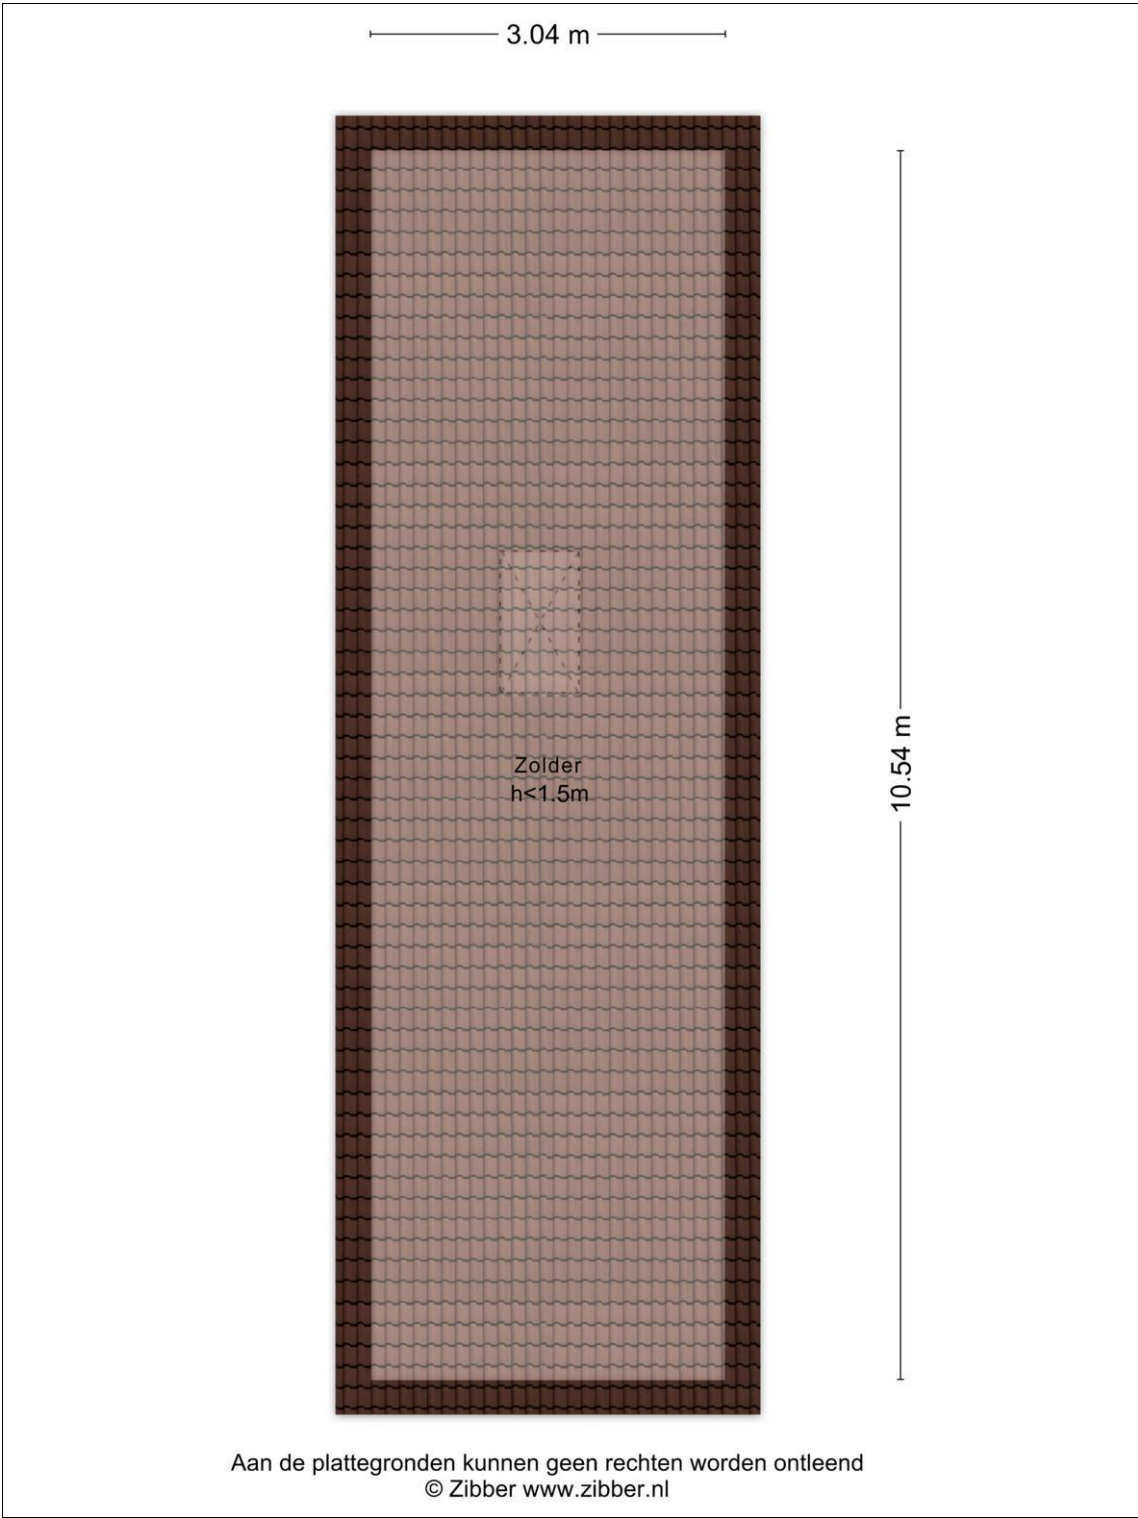 3.04 m
10.54 m
Zolder
h<1.5m
Aan de plattegronden kunnen geen rechten worden ontleend
© Zibber www.zibber.nl